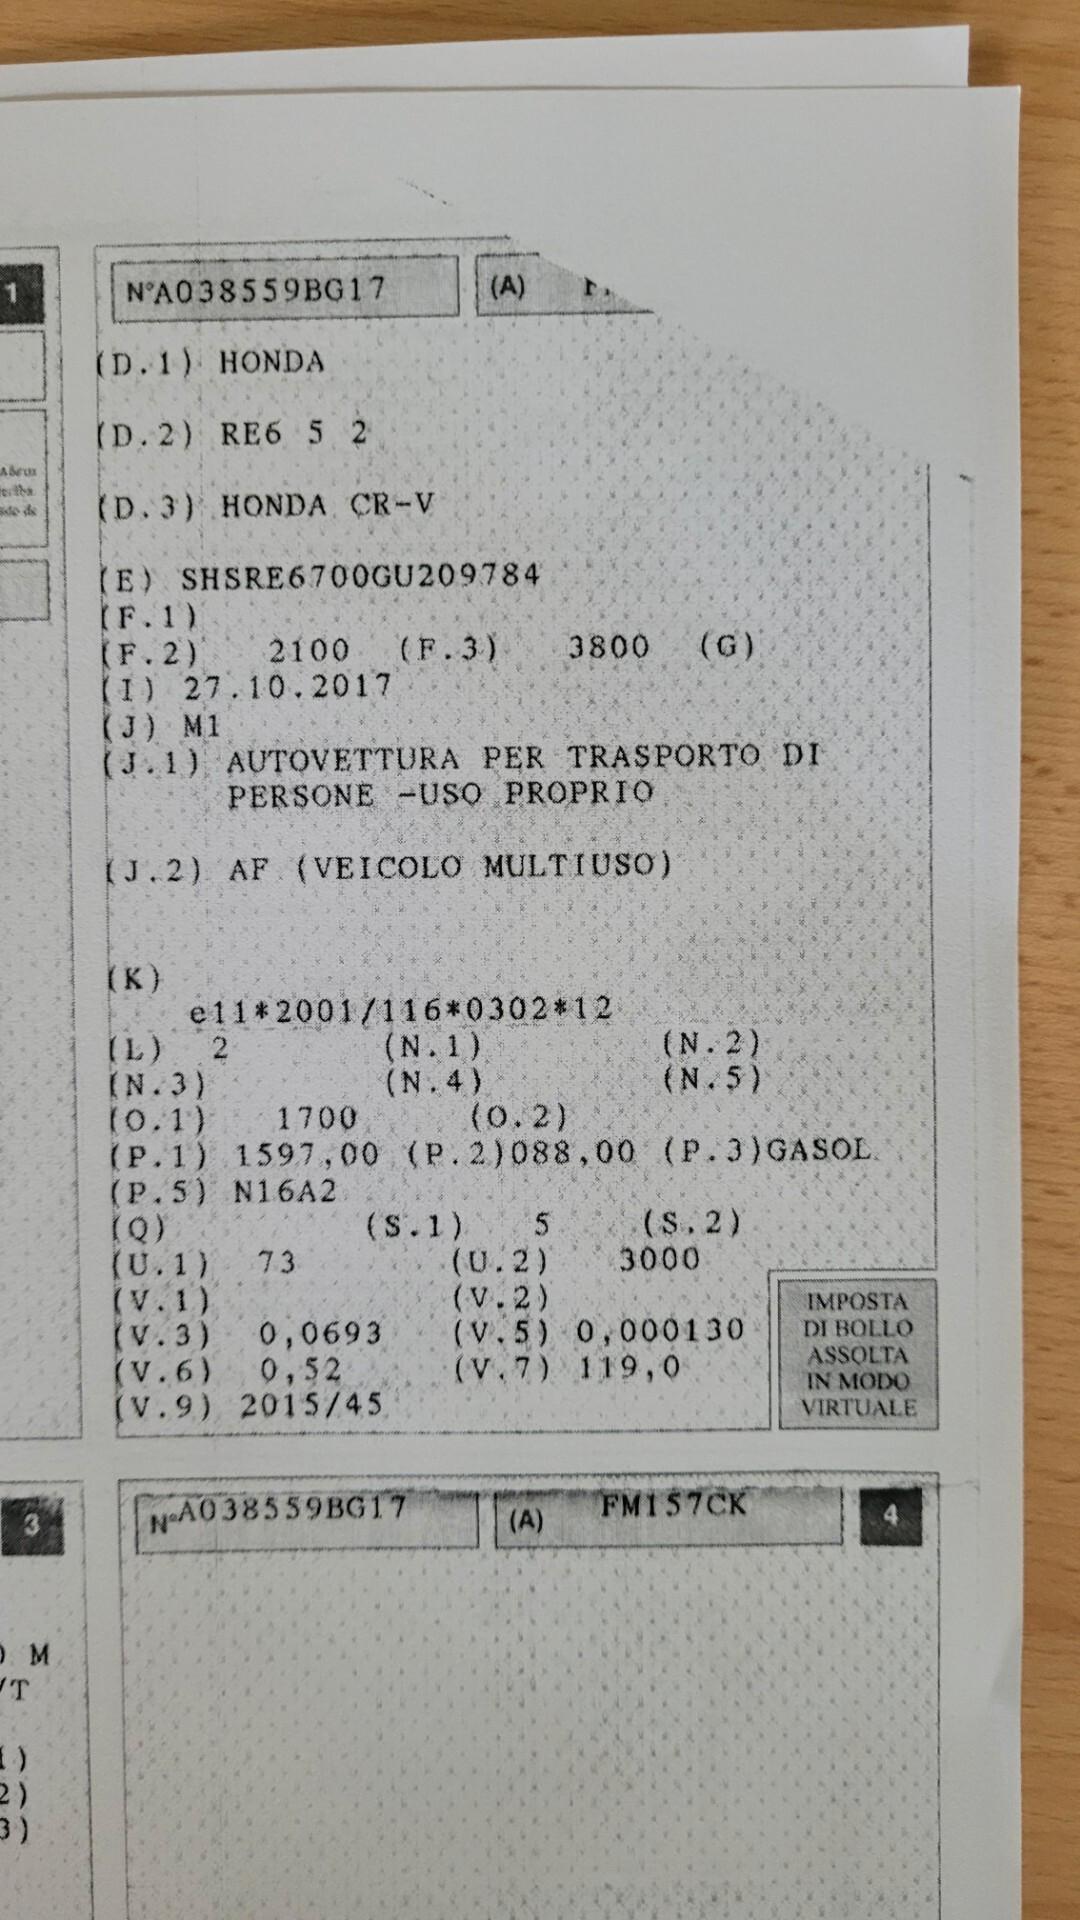 1
N°A038559BG17
(A)
(D.1) HONDA
(D.2) RE6 5 2
(D.3) HONDA CR-V
(E) SHSRE6700GU209784
(F.1)
(F.2) 2100 (F.3) 3800 (G)
(I) 27.10.2017
(J) M1
(J.1) AUTOVETTURA PER TRASPORTO DI
PERSONE -USO PROPRIO
(J.2) AF (VEICOLO MULTIUSO)
(K)
e11*2001/116*0302*12
(L) 2 (N.1) (N.2)
(N.3) (N.4) (N.5)
(O.1) 1700 (O.2)
(P.1) 1597,00 (P.2)088,00 (P.3)GASOL
(P.5) N16A2
(Q) (S.1) 5 (S.2)
(U.1) 73 (U.2) 3000
(V.1) (V.2)
(V.3) 0,0693 (V.5) 0,000130
(V.6) 0,52 (V.7) 119,0
(V.9) 2015/45
IMPOSTA
DI BOLLO
ASSOLTA
IN MODO
VIRTUALE
3
N°A038559BG17
(A) FM157CK
4
) M
/T
1)
2)
3)